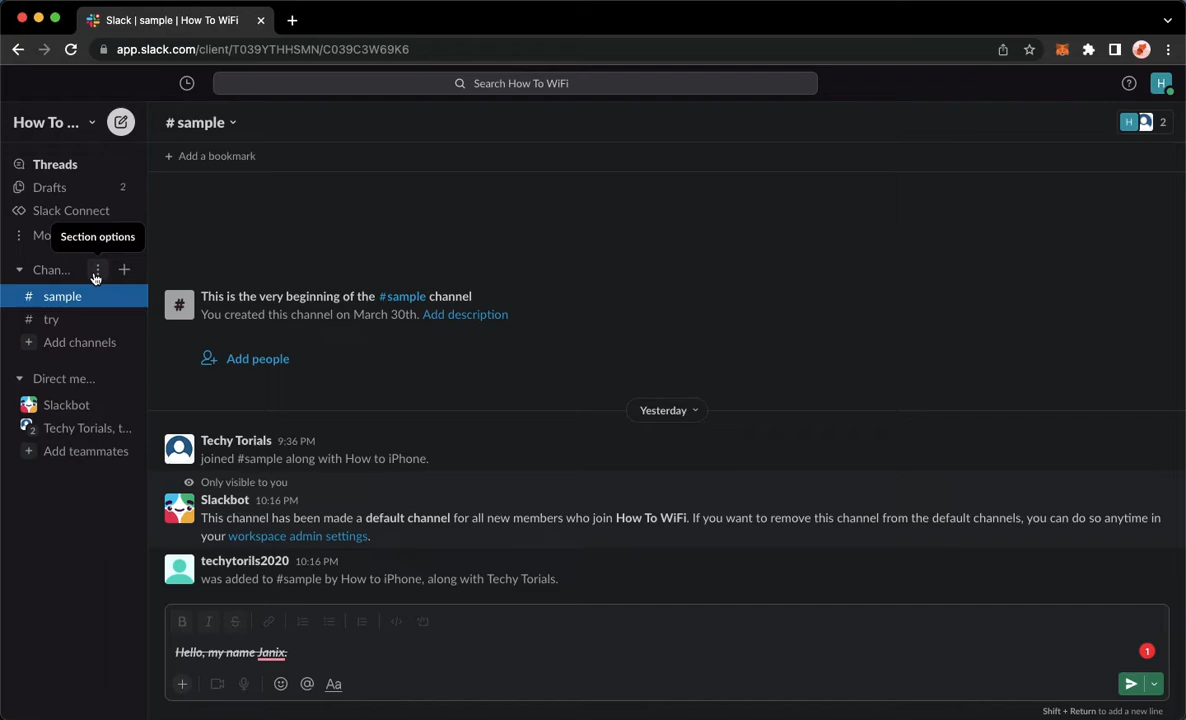 Slack | sample | How To WiFi
app.slack.com/client/T039YTHHSMN/C039C3W69K6
Search How To WiFi
H
How To ...
# sample
H 2
Threads
+ Add a bookmark
Drafts 2
Slack Connect
Mo
Section options
Chan...
# sample
# try
+ Add channels
Direct me...
Slackbot
2 Techy Torials, t...
+ Add teammates
# This is the very beginning of the #sample channel
You created this channel on March 30th. Add description
Add people
Yesterday
Techy Torials 9:36 PM
joined #sample along with How to iPhone.
Only visible to you
Slackbot 10:16 PM
This channel has been made a default channel for all new members who join How To WiFi. If you want to remove this channel from the default channels, you can do so anytime in
your workspace admin settings.
techytorils2020 10:16 PM
was added to #sample by How to iPhone, along with Techy Torials.
B I S
Hello, my name Janix.
1
+ @ Aa
Shift + Return to add a new line